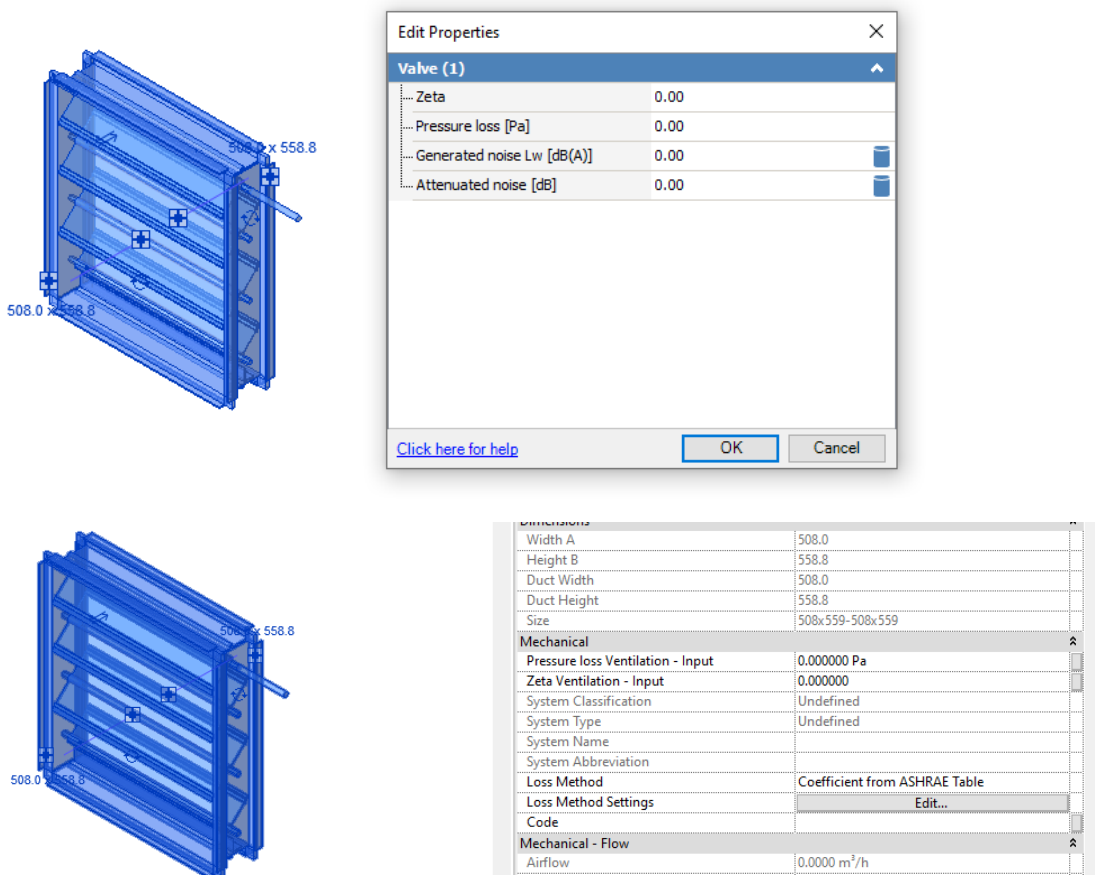 Edit Properties
Valve (1)
Zeta 0.00
Pressure loss [Pa] 0.00
Generated noise Lw [dB(A)] 0.00
Attenuated noise [dB] 0.00
Click here for help OK Cancel
508.0 x 558.8
508.0 x 558.8
Dimensions
Width A 508.0
Height B 558.8
Duct Width 508.0
Duct Height 558.8
Size 508x559-508x559
Mechanical
Pressure loss Ventilation - Input 0.000000 Pa
Zeta Ventilation - Input 0.000000
System Classification Undefined
System Type Undefined
System Name
System Abbreviation
Loss Method Coefficient from ASHRAE Table
Loss Method Settings Edit...
Code
Mechanical - Flow
Airflow 0.0000 m³/h
508.0 x 558.8
508.0 x 558.8